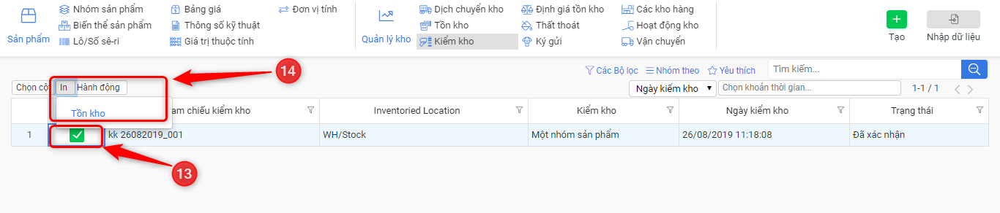 Nhóm sản phẩm
Bảng giá
Đơn vị tính
Dịch chuyển kho
Định giá tồn kho
Các kho hàng
Biến thể sản phẩm
Thông số kỹ thuật
Tồn kho
Thất thoát
Hoạt động kho
Sản phẩm
Lô/Số sê-ri
Giá trị thuộc tính
Quản lý kho
Kiểm kho
Ký gửi
Vận chuyển
Tạo
Nhập dữ liệu
14
Các Bộ lọc
Nhóm theo
Yêu thích
Tìm kiếm...
Chọn cột
In
Hành động
Ngày kiểm kho
Chọn khoản thời gian...
1-1 / 1
Tồn kho
am chiếu kiểm kho
Inventoried Location
Kiểm kho
Ngày kiểm kho
Trạng thái
1
kk 26082019_001
WH/Stock
Một nhóm sản phẩm
26/08/2019 11:18:08
Đã xác nhận
13